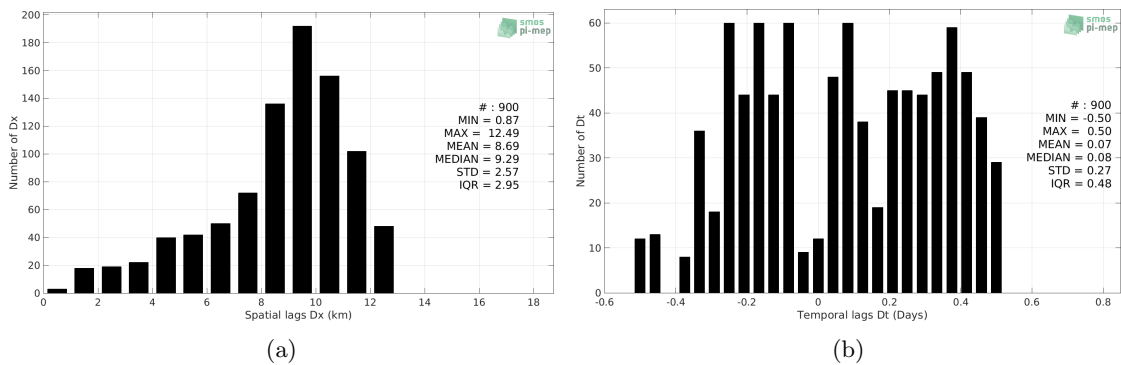 smos
pi-mep
200
180
160
140
120
100
80
60
40
20
0
Number of Dx
# : 900
MIN = 0.87
MAX = 12.49
MEAN = 8.69
MEDIAN = 9.29
STD = 2.57
IQR = 2.95
0 2 4 6 8 10 12 14 16 18
Spatial lags Dx (km)
(a)
smos
pi-mep
60
50
40
30
20
10
0
Number of Dt
# : 900
MIN = -0.50
MAX = 0.50
MEAN = 0.07
MEDIAN = 0.08
STD = 0.27
IQR = 0.48
-0.6 -0.4 -0.2 0 0.2 0.4 0.6 0.8
Temporal lags Dt (Days)
(b)